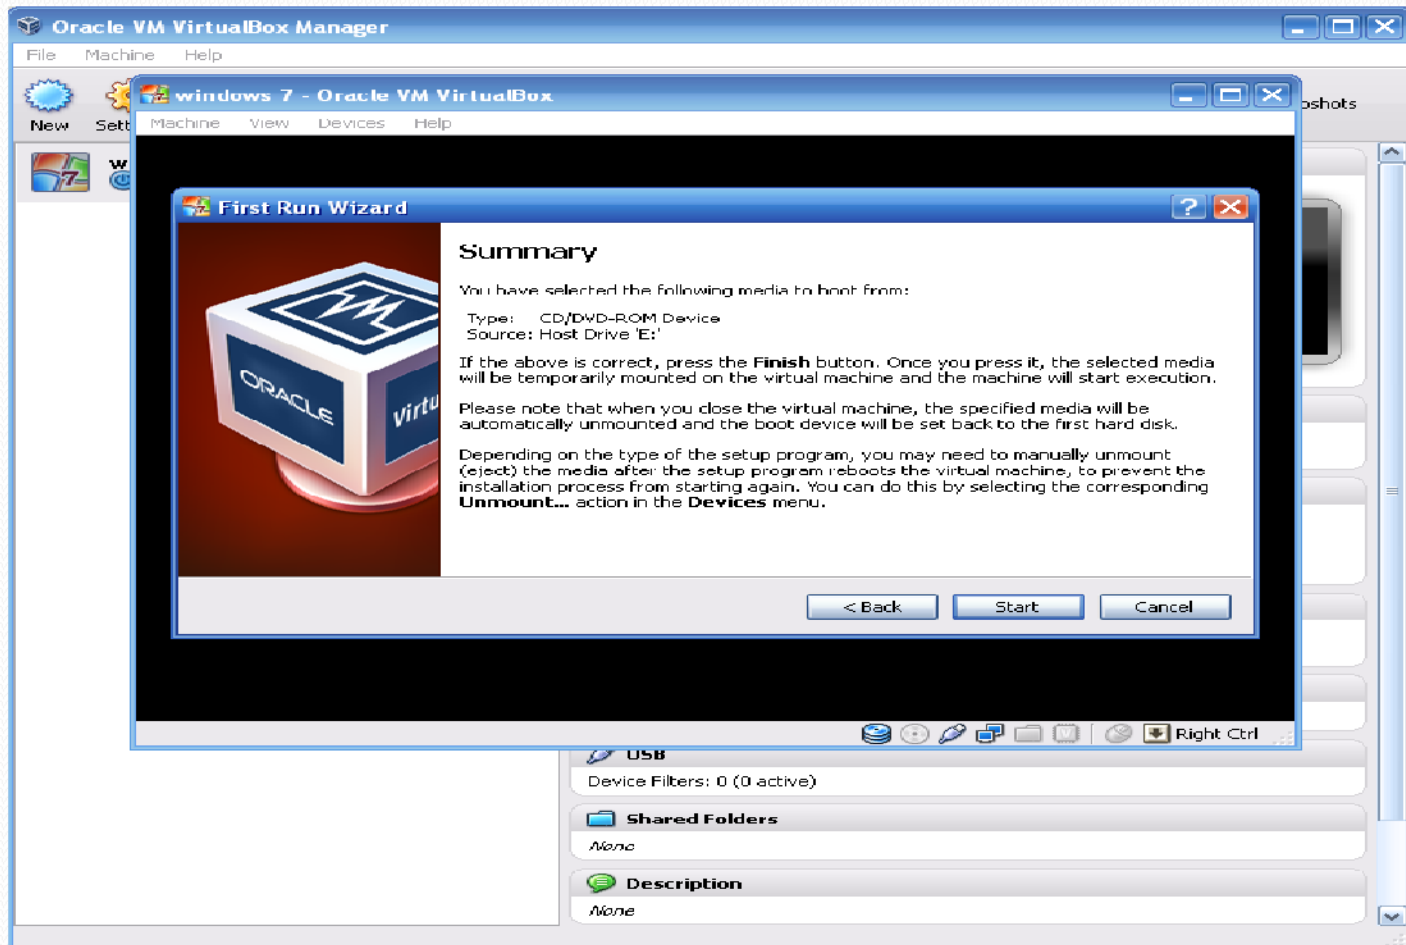 Oracle VM VirtualBox Manager
File Machine Help
windows 7 - Oracle VM VirtualBox
New
Machine View Devices Help
First Run Wizard
Summary
You have selected the following media to boot from:
Type: CD/DVD-ROM Device
Source: Host Drive 'E:'
If the above is correct, press the Finish button. Once you press it, the selected media
will be temporarily mounted on the virtual machine and the machine will start execution.
Please note that when you close the virtual machine, the specified media will be
automatically unmounted and the boot device will be set back to the first hard disk.
Depending on the type of the setup program, you may need to manually unmount
(eject) the media after the setup program reboots the virtual machine, to prevent the
installation process from starting again. You can do this by selecting the corresponding
Unmount... action in the Devices menu.
ORACLE
Virtu
< Back Start Cancel
Right Ctrl
USB
Device Filters: 0 (0 active)
Shared Folders
None
Description
None